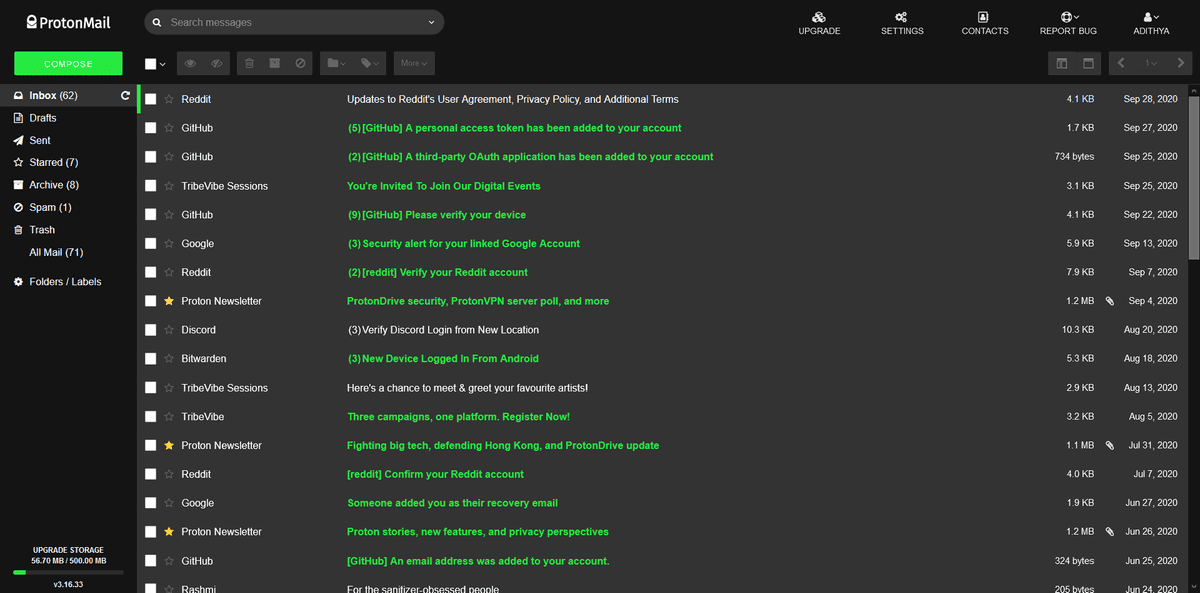 ProtonMail
Search messages
UPGRADE
SETTINGS
CONTACTS
REPORT BUG
ADITHYA
COMPOSE
More
1
Inbox (62)
Drafts
Sent
Starred (7)
Archive (8)
Spam (1)
Trash
All Mail (71)
Folders / Labels
UPGRADE STORAGE
56.70 MB / 500.00 MB
v3.16.33
Reddit Updates to Reddit's User Agreement, Privacy Policy, and Additional Terms 4.1 KB Sep 28, 2020
GitHub (5) [GitHub] A personal access token has been added to your account 1.7 KB Sep 27, 2020
GitHub (2) [GitHub] A third-party OAuth application has been added to your account 734 bytes Sep 25, 2020
TribeVibe Sessions You're Invited To Join Our Digital Events 3.1 KB Sep 25, 2020
GitHub (9) [GitHub] Please verify your device 4.1 KB Sep 22, 2020
Google (3) Security alert for your linked Google Account 5.9 KB Sep 13, 2020
Reddit (2) [reddit] Verify your Reddit account 7.9 KB Sep 7, 2020
Proton Newsletter ProtonDrive security, ProtonVPN server poll, and more 1.2 MB Sep 4, 2020
Discord (3) Verify Discord Login from New Location 10.3 KB Aug 20, 2020
Bitwarden (3) New Device Logged In From Android 5.3 KB Aug 18, 2020
TribeVibe Sessions Here's a chance to meet & greet your favourite artists! 2.9 KB Aug 13, 2020
TribeVibe Three campaigns, one platform. Register Now! 3.2 KB Aug 5, 2020
Proton Newsletter Fighting big tech, defending Hong Kong, and ProtonDrive update 1.1 MB Jul 31, 2020
Reddit [reddit] Confirm your Reddit account 4.0 KB Jul 7, 2020
Google Someone added you as their recovery email 1.9 KB Jun 27, 2020
Proton Newsletter Proton stories, new features, and privacy perspectives 1.2 MB Jun 26, 2020
GitHub [GitHub] An email address was added to your account. 324 bytes Jun 25, 2020
Rashmi For the sanitizer-obsessed people 205 bytes Jun 24, 2020